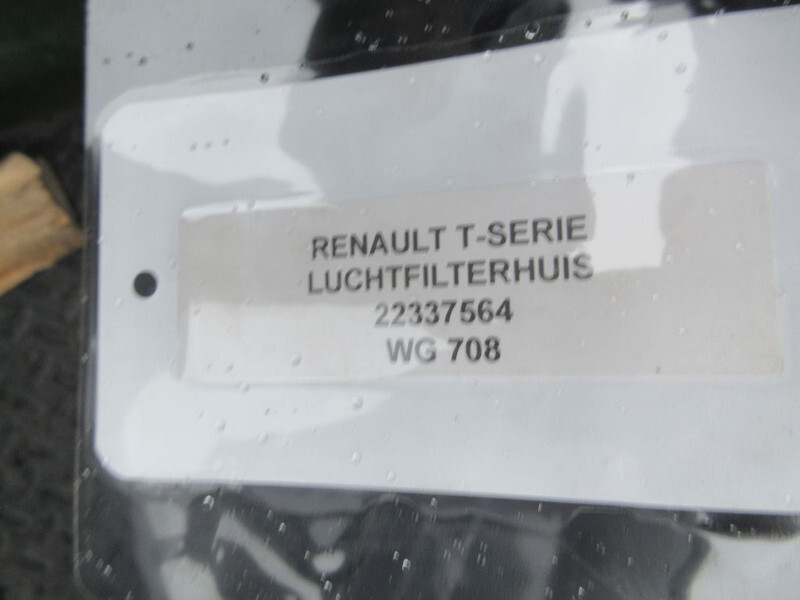 RENAULT T-SERIE
LUCHTFILTERHUIS
22337564
WG 708